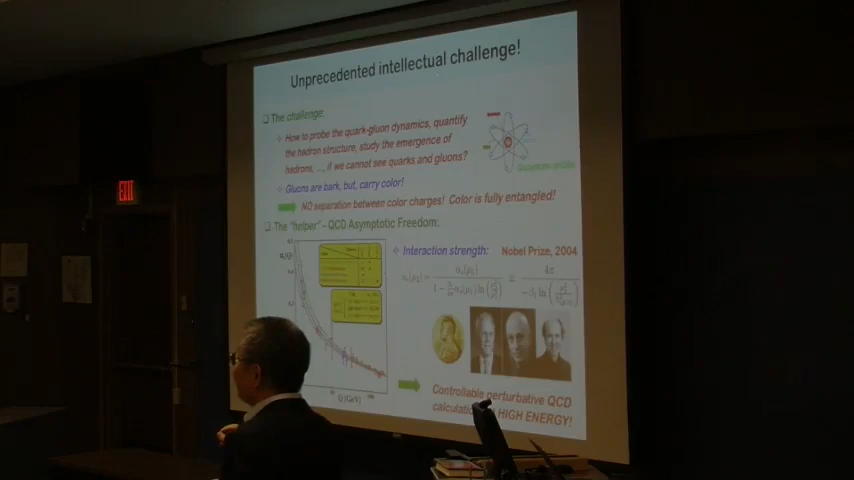 Unprecedented intellectual challenge!
❑ The challenge:
✧ How to probe the quark-gluon dynamics, quantify
the hadron structure, study the emergence of
hadrons, ..., if we cannot see quarks and gluons?
✧ Gluons are bark, but, carry color!
NO separation between color charges! Color is fully entangled!
❑ The "helper" – QCD Asymptotic Freedom:
✧ Interaction strength: Nobel Prize, 2004
Controllable perturbative QCD
HIGH ENERGY!
EXIT